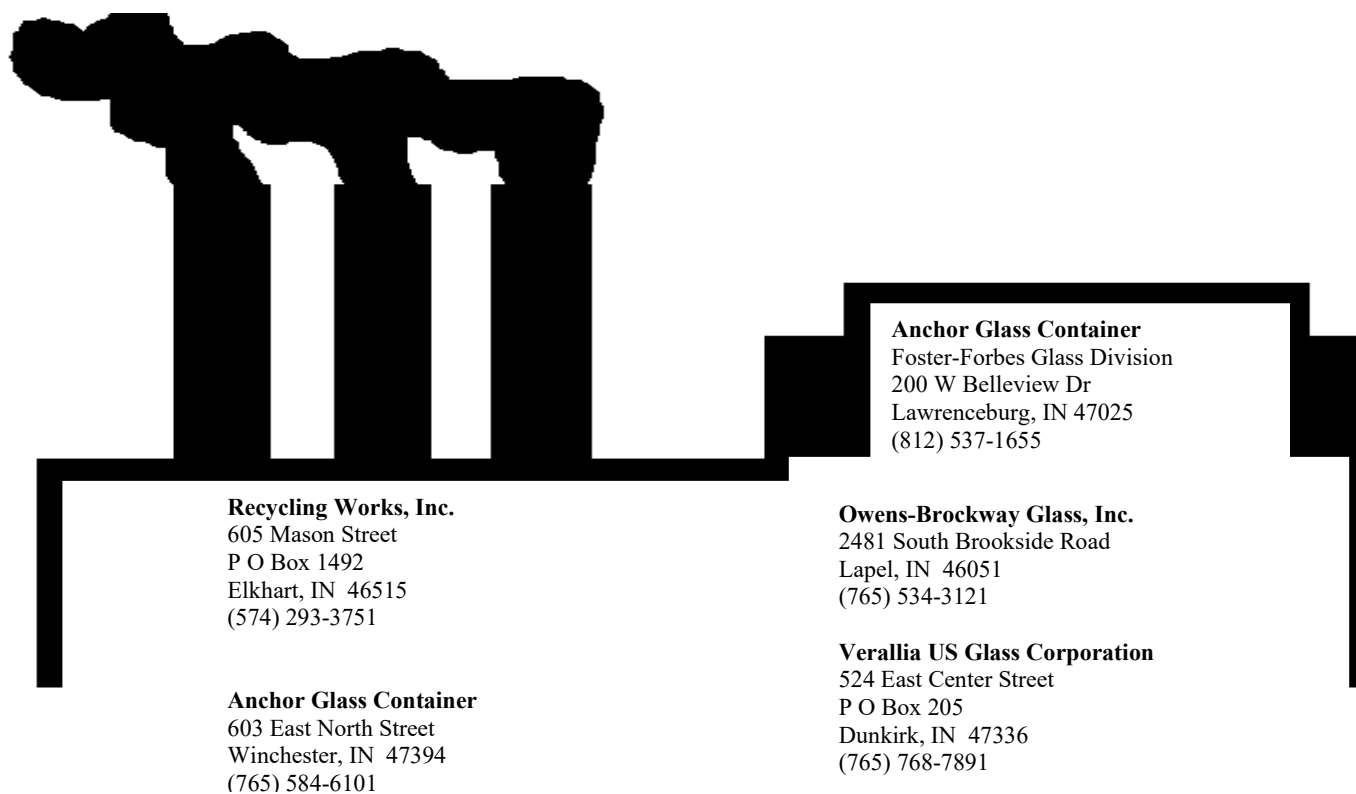 Anchor Glass Container
Foster-Forbes Glass Division
200 W Belleview Dr
Lawrenceburg, IN 47025
(812) 537-1655
Recycling Works, Inc.
605 Mason Street
P O Box 1492
Elkhart, IN  46515
(574) 293-3751
Anchor Glass Container
603 East North Street
Winchester, IN  47394
(765) 584-6101
Owens-Brockway Glass, Inc.
2481 South Brookside Road
Lapel, IN  46051
(765) 534-3121
Verallia US Glass Corporation
524 East Center Street
P O Box 205
Dunkirk, IN  47336
(765) 768-7891